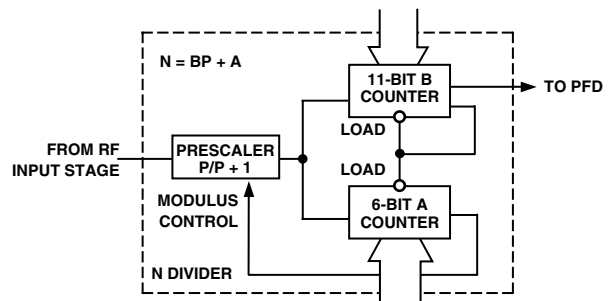 N = BP + A
11-BIT B
COUNTER
TO PFD
LOAD
FROM RF
INPUT STAGE
PRESCALER
P/P + 1
LOAD
MODULUS
CONTROL
6-BIT A
COUNTER
N DIVIDER